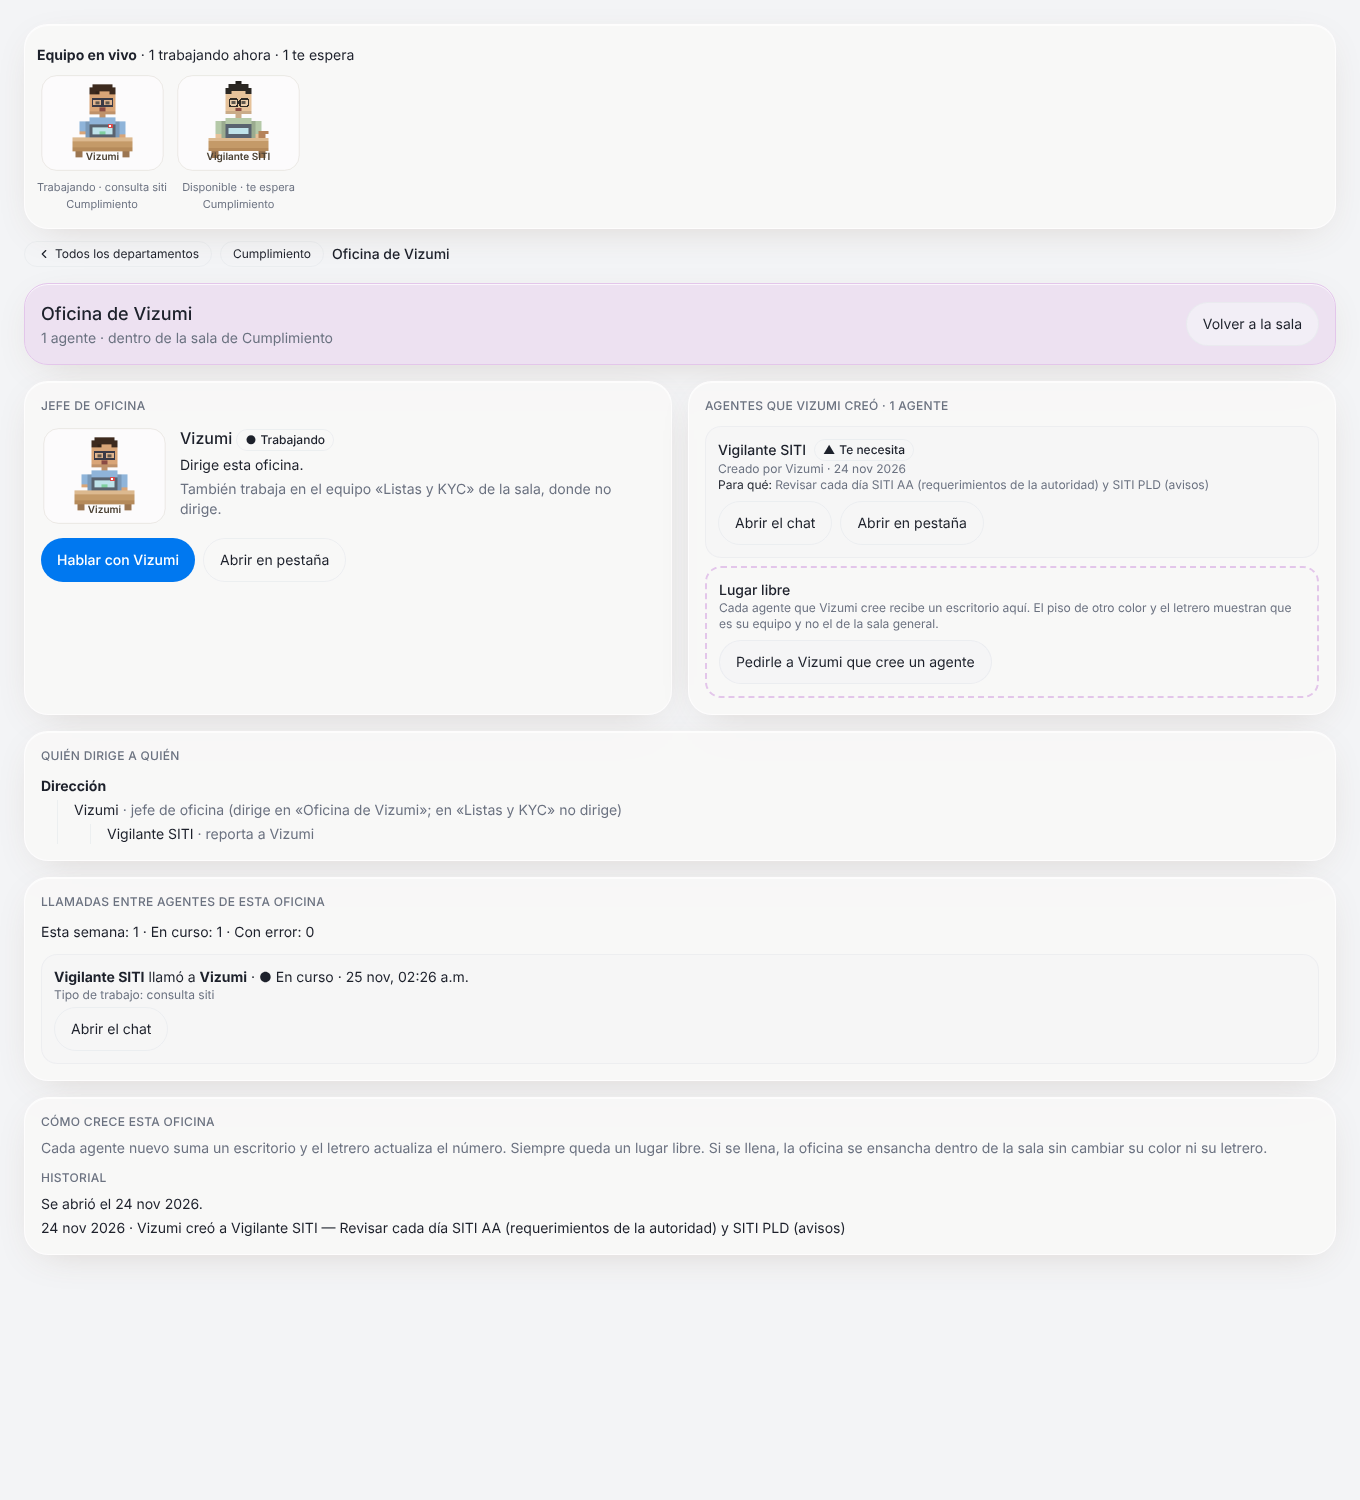 Equipo en vivo · 1 trabajando ahora · 1 te espera
Vizumi
Vigilante SITI
Trabajando · consulta siti
Cumplimiento
Disponible · te espera
Cumplimiento
Todos los departamentos
Cumplimiento
Oficina de Vizumi
Oficina de Vizumi
1 agente · dentro de la sala de Cumplimiento
Volver a la sala
JEFE DE OFICINA
Vizumi
Vizumi ● Trabajando
Dirige esta oficina.
También trabaja en el equipo «Listas y KYC» de la sala, donde no
dirige.
Hablar con Vizumi
Abrir en pestaña
AGENTES QUE VIZUMI CREÓ · 1 AGENTE
Vigilante SITI ▲ Te necesita
Creado por Vizumi · 24 nov 2026
Para qué: Revisar cada día SITI AA (requerimientos de la autoridad) y SITI PLD (avisos)
Abrir el chat
Abrir en pestaña
Lugar libre
Cada agente que Vizumi cree recibe un escritorio aquí. El piso de otro color y el letrero muestran que
es su equipo y no el de la sala general.
Pedirle a Vizumi que cree un agente
QUIÉN DIRIGE A QUIÉN
Dirección
Vizumi · jefe de oficina (dirige en «Oficina de Vizumi»; en «Listas y KYC» no dirige)
Vigilante SITI · reporta a Vizumi
LLAMADAS ENTRE AGENTES DE ESTA OFICINA
Esta semana: 1 · En curso: 1 · Con error: 0
Vigilante SITI llamó a Vizumi · ● En curso · 25 nov, 02:26 a.m.
Tipo de trabajo: consulta siti
Abrir el chat
CÓMO CRECE ESTA OFICINA
Cada agente nuevo suma un escritorio y el letrero actualiza el número. Siempre queda un lugar libre. Si se llena, la oficina se ensancha dentro de la sala sin cambiar su color ni su letrero.
HISTORIAL
Se abrió el 24 nov 2026.
24 nov 2026 · Vizumi creó a Vigilante SITI — Revisar cada día SITI AA (requerimientos de la autoridad) y SITI PLD (avisos)